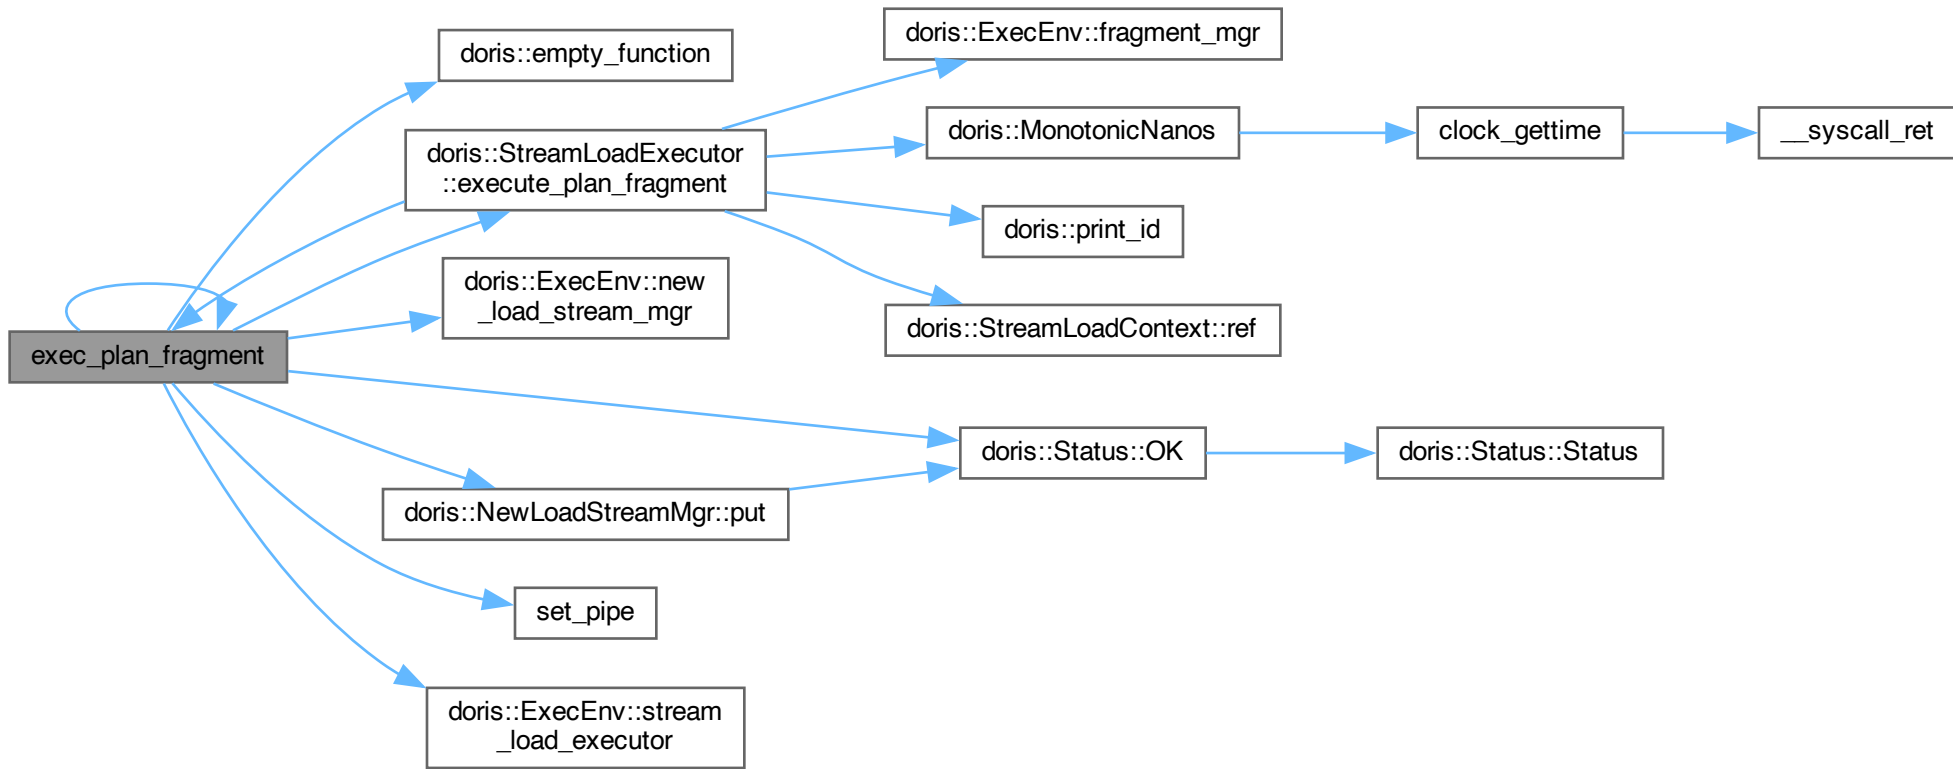 doris::ExecEnv::fragment_mgr
doris::empty_function
doris::MonotonicNanos
clock_gettime
__syscall_ret
doris::StreamLoadExecutor
::execute_plan_fragment
doris::print_id
doris::ExecEnv::new
_load_stream_mgr
doris::StreamLoadContext::ref
exec_plan_fragment
doris::Status::OK
doris::Status::Status
doris::NewLoadStreamMgr::put
set_pipe
doris::ExecEnv::stream
_load_executor